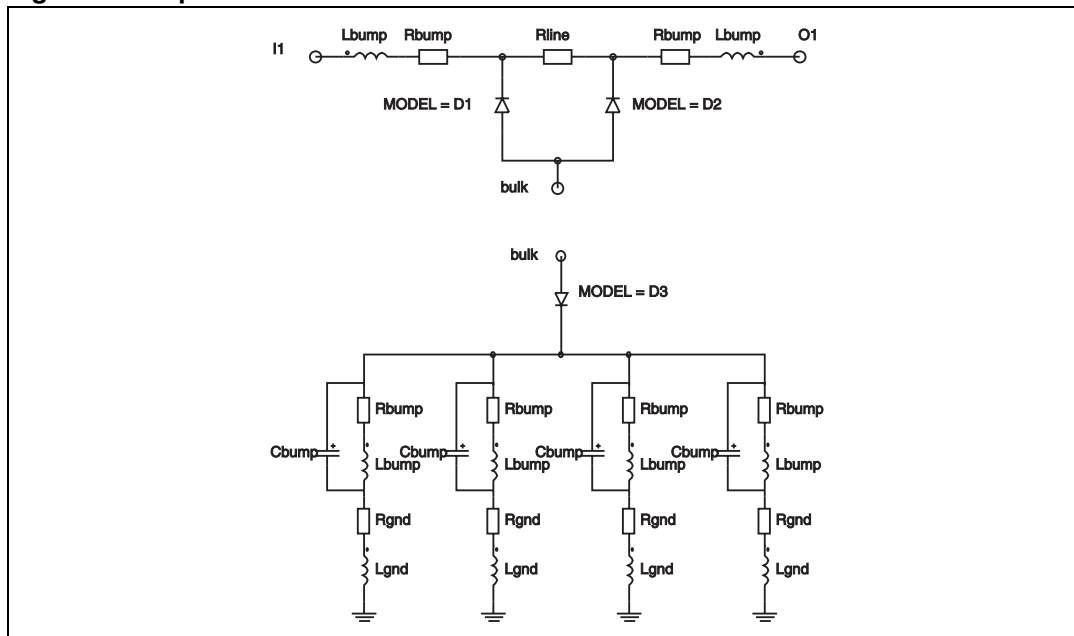 I1 Lbump Rbump Rline Rbump Lbump O1
MODEL = D1 MODEL = D2
bulk
bulk
MODEL = D3
Rbump Rbump Rbump Rbump
Cbump Cbump Cbump Cbump
Lbump Lbump Lbump Lbump
Rgnd Rgnd Rgnd Rgnd
Lgnd Lgnd Lgnd Lgnd